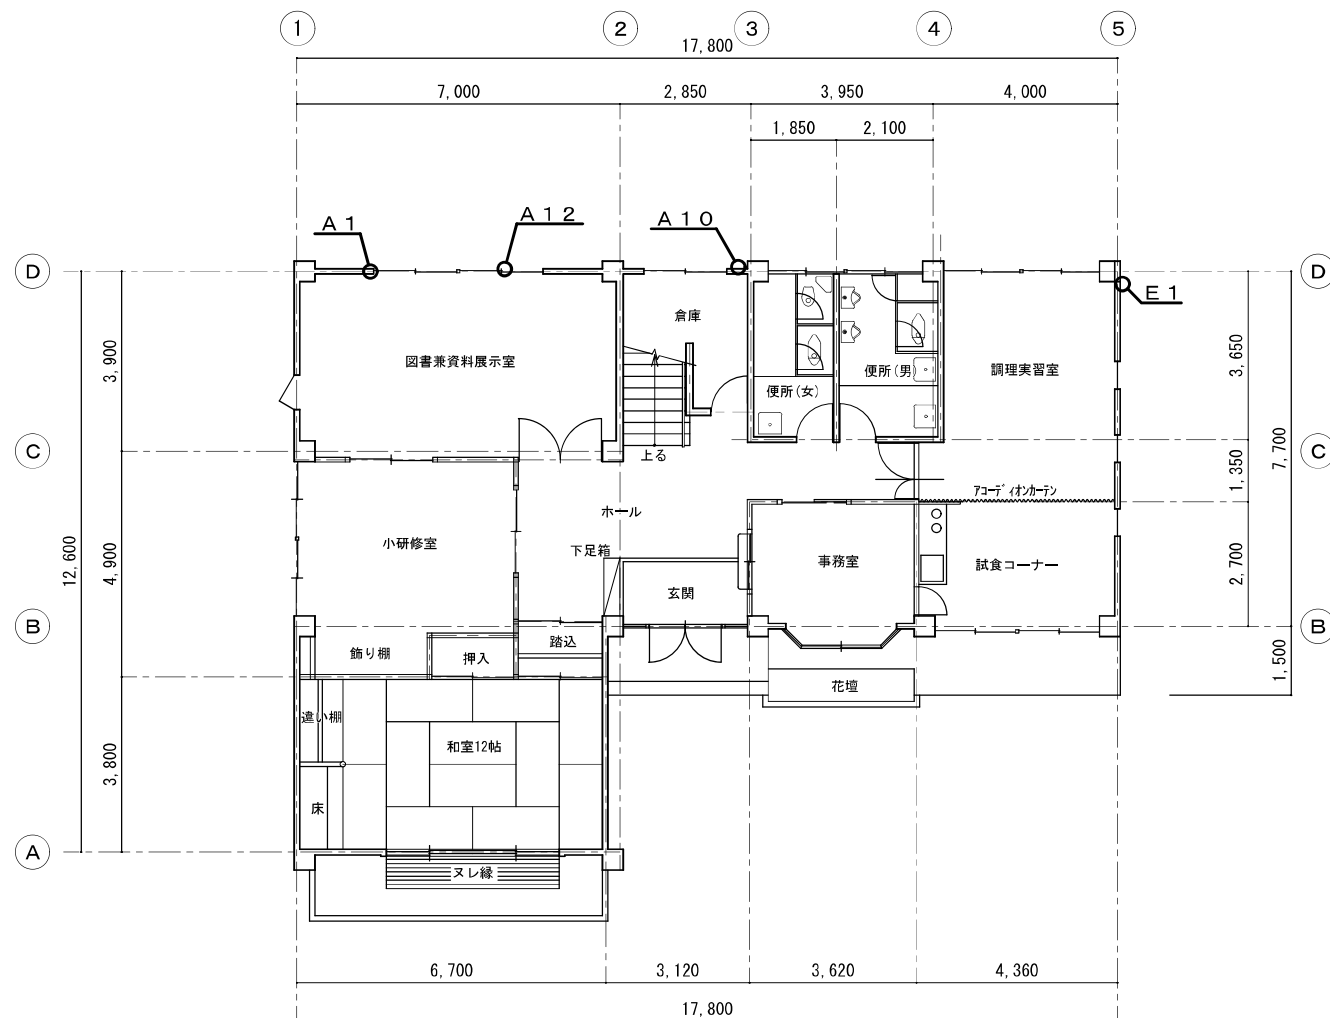 1 2 3 4 5
17,800
7,000 2,850 3,950 4,000
1,850 2,100
A1 A12 A10
D D
E1
倉庫
3,900 図書兼資料展示室 便所(女) 便所(男) 調理実習室 3,650
C C
上る
7,700
1,350
アコーディオンカーテン
ホール
12,600 4,900 小研修室 下足箱 事務室 試食コーナー 2,700
玄関
B B
飾り棚 押入 踏込
花壇 1,500
違い棚
和室12帖
3,800
床
A
ヌレ縁
6,700 3,120 3,620 4,360
17,800